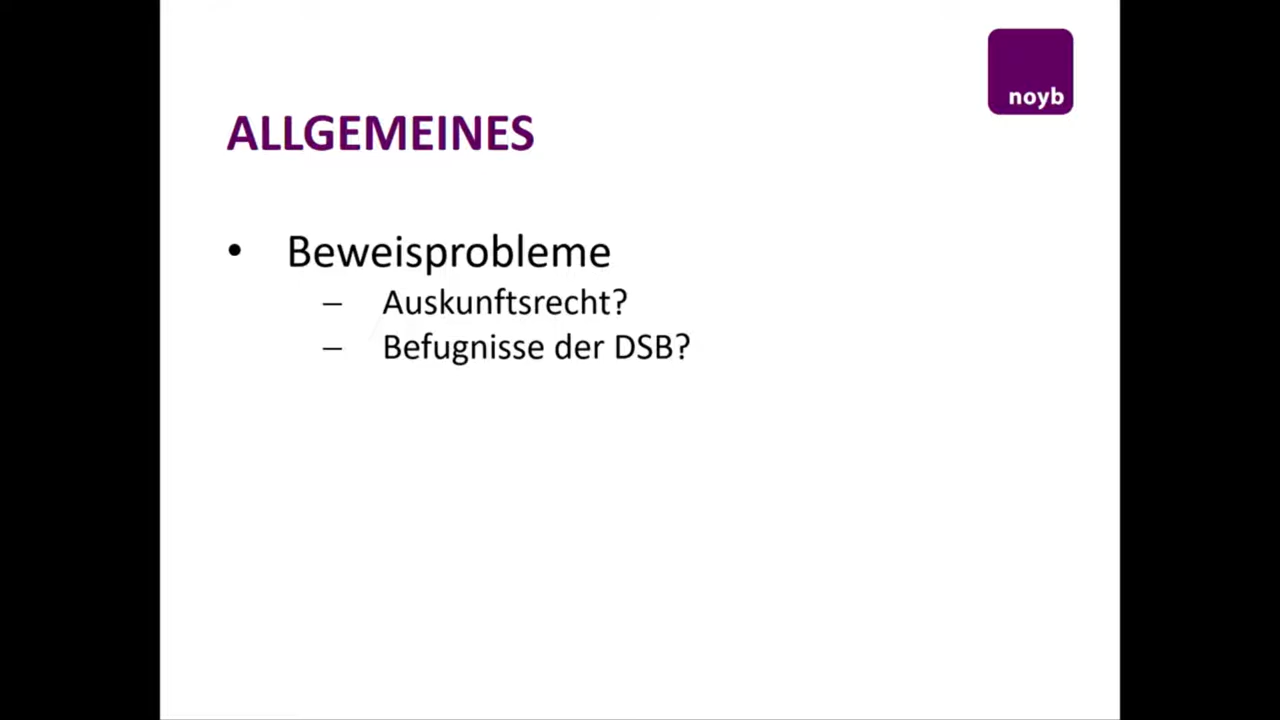 noyb
ALLGEMEINES
• Beweisprobleme
– Auskunftsrecht?
– Befugnisse der DSB?